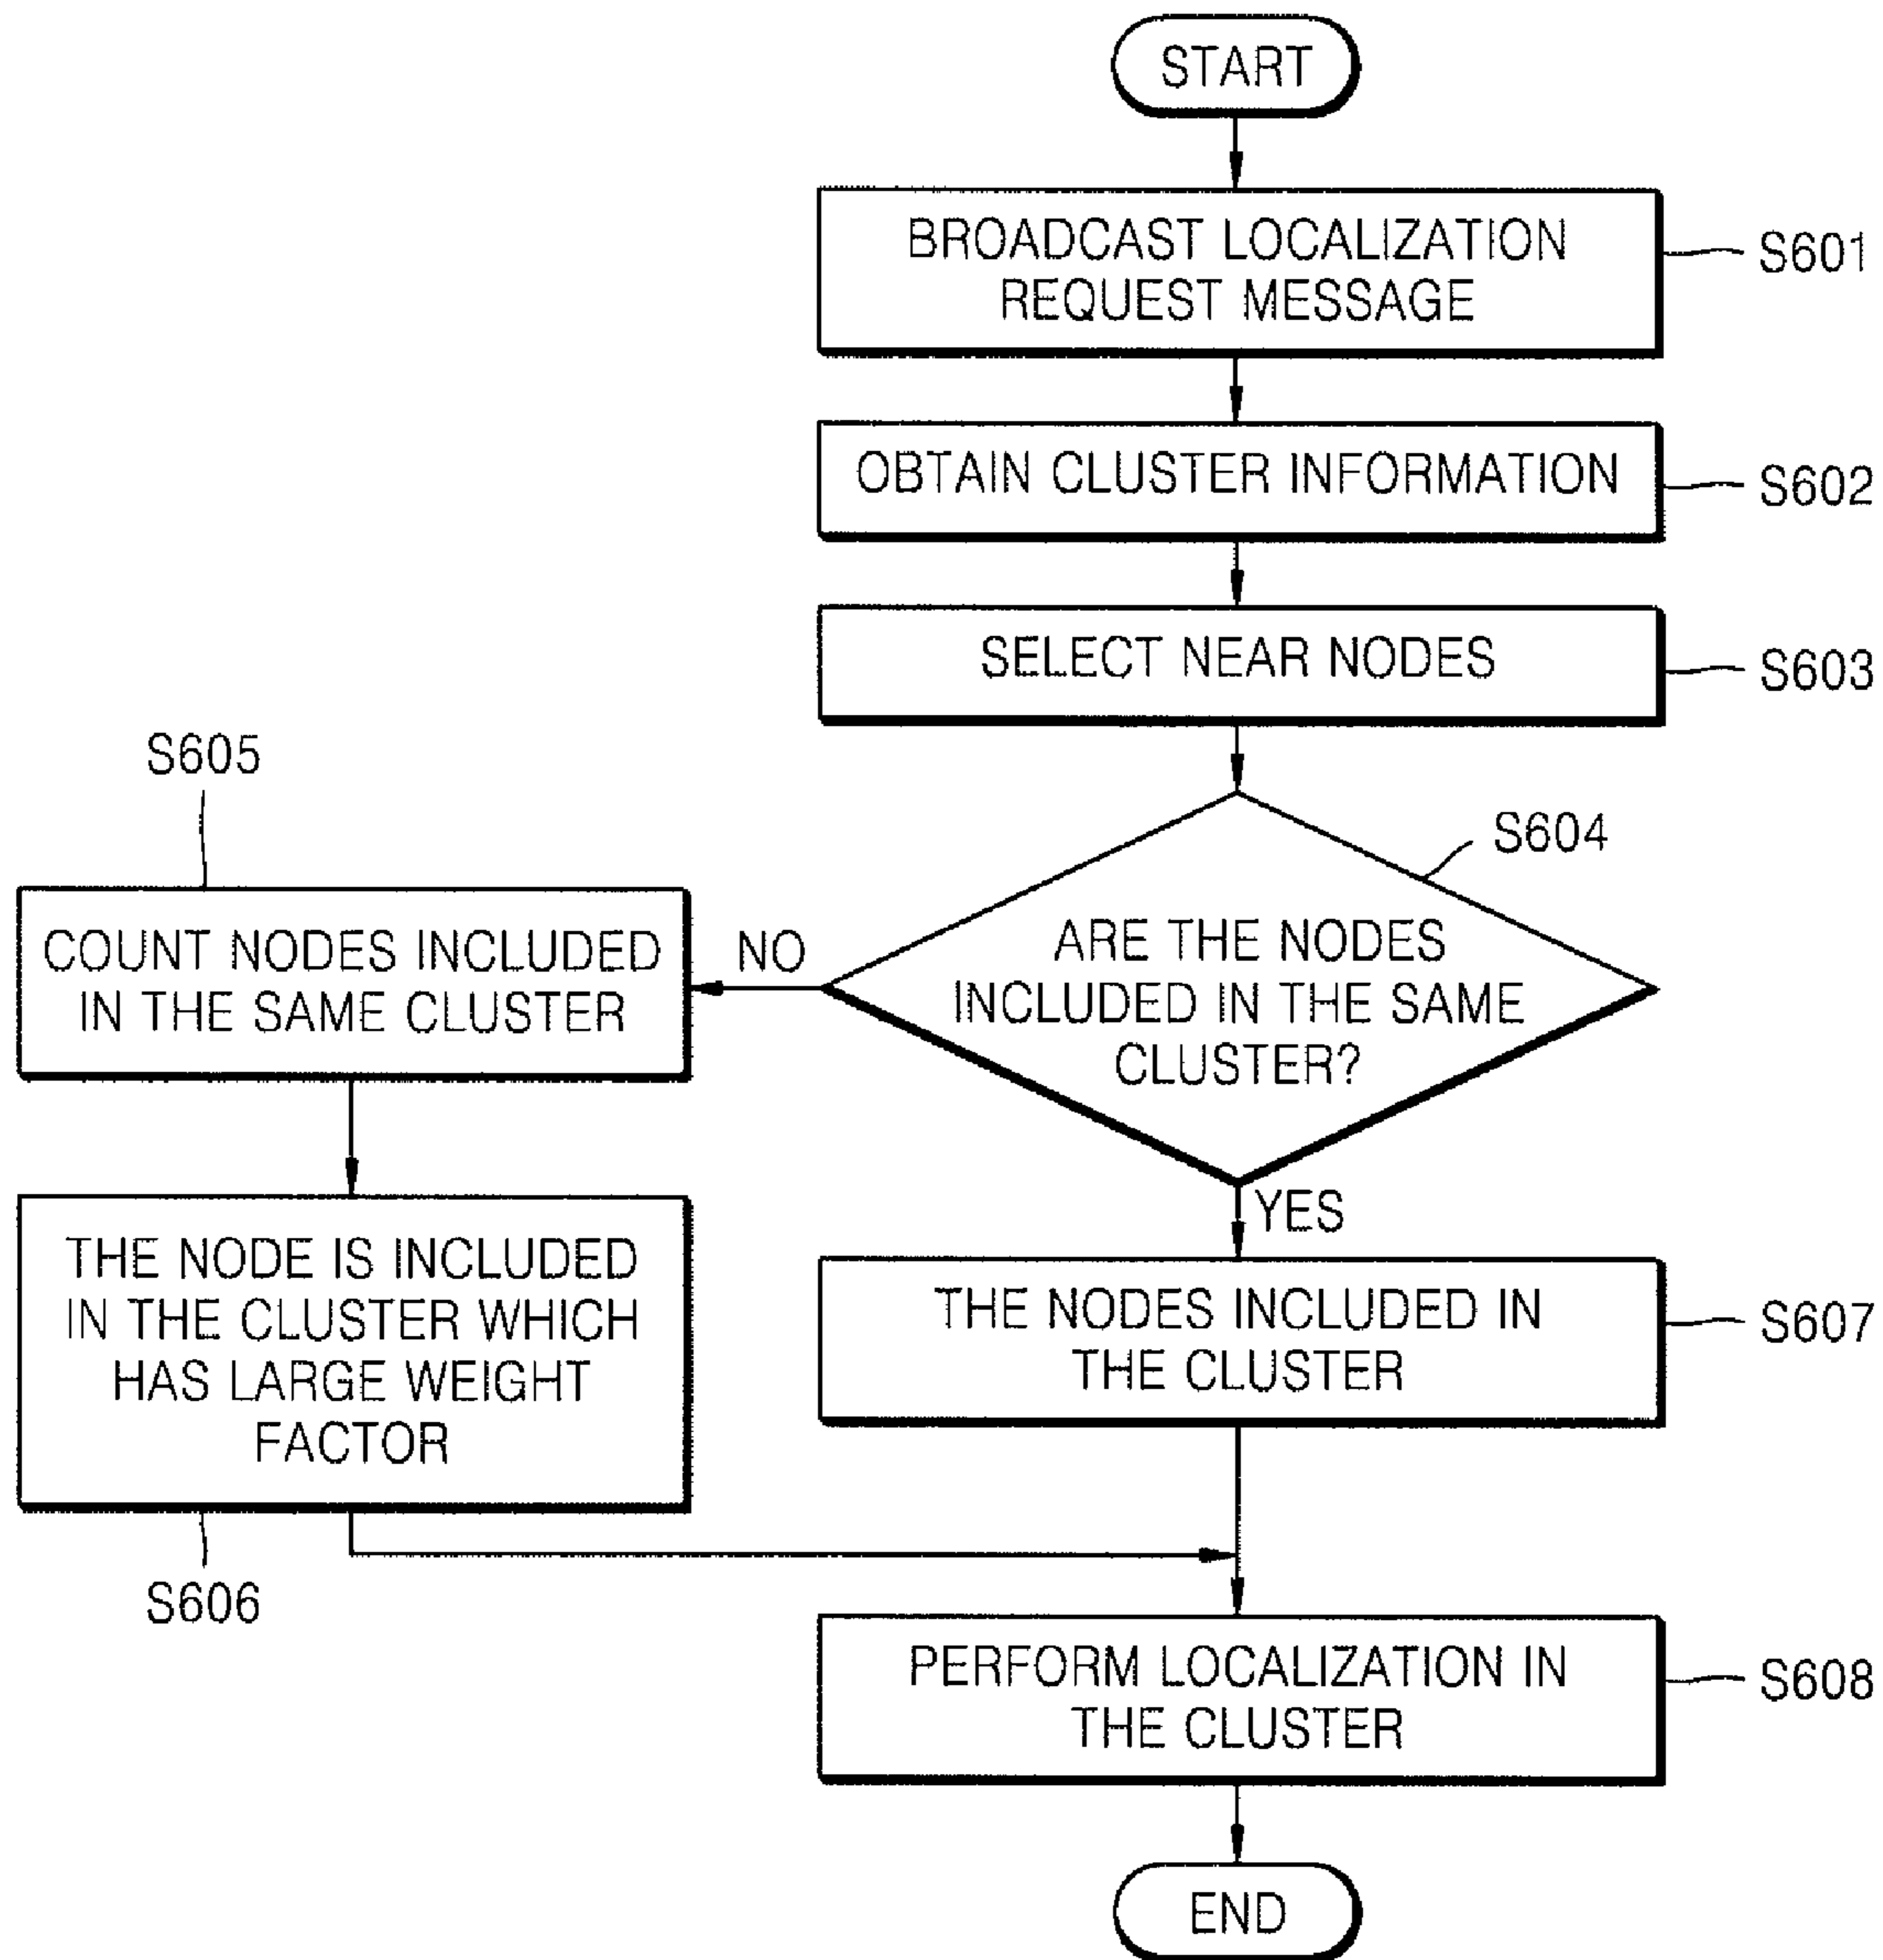 START
BROADCAST LOCALIZATION
REQUEST MESSAGE
S601
OBTAIN CLUSTER INFORMATION
S602
SELECT NEAR NODES
S603
S604
ARE THE NODES
INCLUDED IN THE SAME
CLUSTER?
NO
S605
COUNT NODES INCLUDED
IN THE SAME CLUSTER
THE NODE IS INCLUDED
IN THE CLUSTER WHICH
HAS LARGE WEIGHT
FACTOR
S606
YES
THE NODES INCLUDED IN
THE CLUSTER
S607
PERFORM LOCALIZATION IN
THE CLUSTER
S608
END